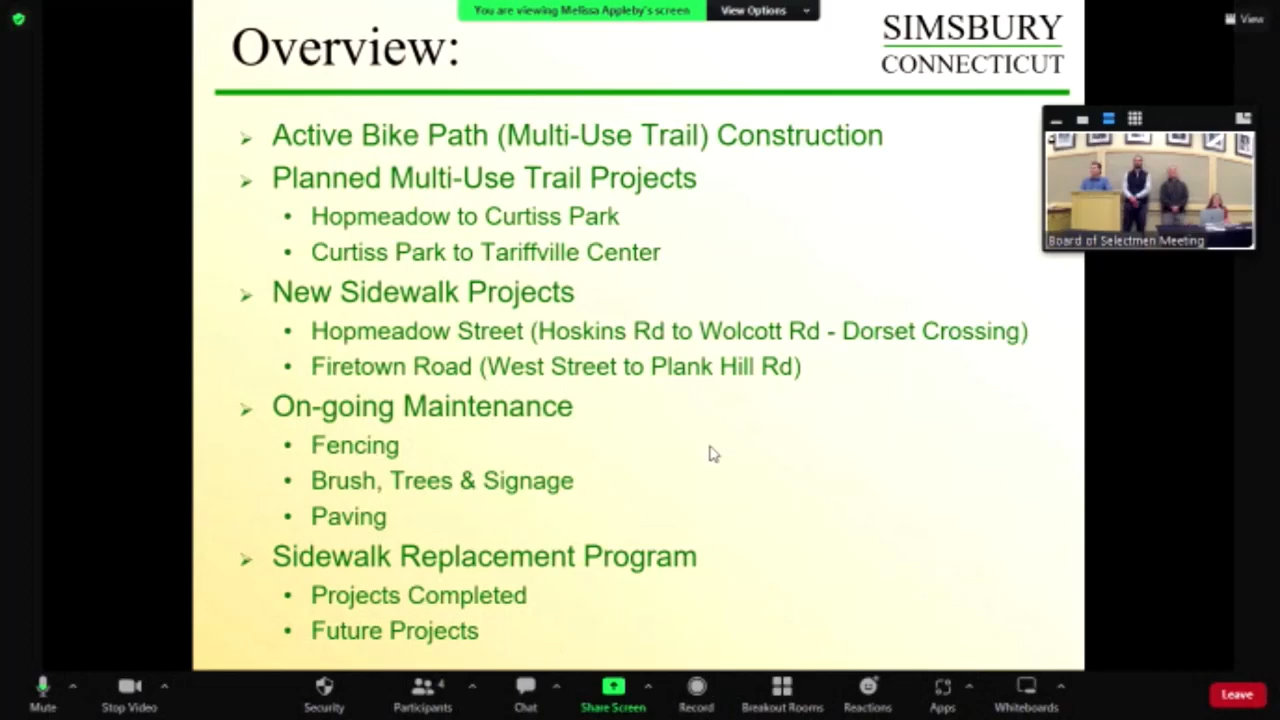 You are viewing Melissa Appleby's screen
View Options
View
Overview:
SIMSBURY
CONNECTICUT
Active Bike Path (Multi-Use Trail) Construction
Planned Multi-Use Trail Projects
Hopmeadow to Curtiss Park
Curtiss Park to Tariffville Center
New Sidewalk Projects
Hopmeadow Street (Hoskins Rd to Wolcott Rd - Dorset Crossing)
Firetown Road (West Street to Plank Hill Rd)
On-going Maintenance
Fencing
Brush, Trees & Signage
Paving
Sidewalk Replacement Program
Projects Completed
Future Projects
Board of Selectmen Meeting
Mute
Stop Video
Security
Participants
4
Chat
Share Screen
Record
Breakout Rooms
Reactions
Apps
Whiteboards
Leave